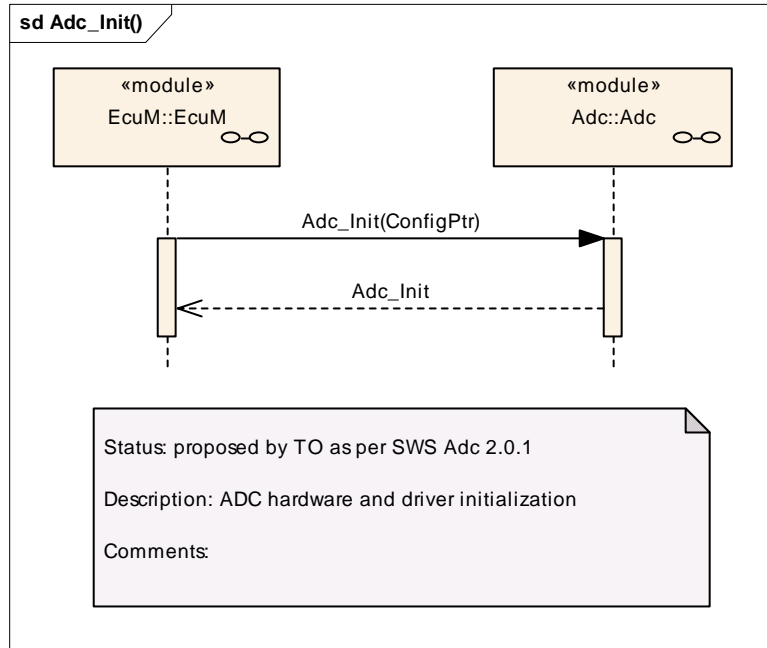 sd Adc_Init()
«module»
EcuM::EcuM
«module»
Adc::Adc
Adc_Init(ConfigPtr)
Adc_Init
Status: proposed by TO as per SWS Adc 2.0.1
Description: ADC hardware and driver initialization
Comments: